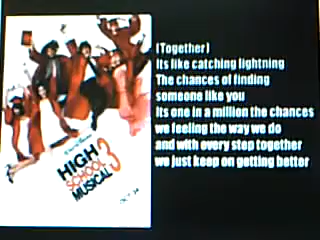 HIGH
SCHOOL
MUSICAL 3
OCT 24
(Together)
Its like catching lightning
The chances of finding
someone like you
Its one in a million the chances
we feeling the way we do
and with every step together
we just keep on getting better